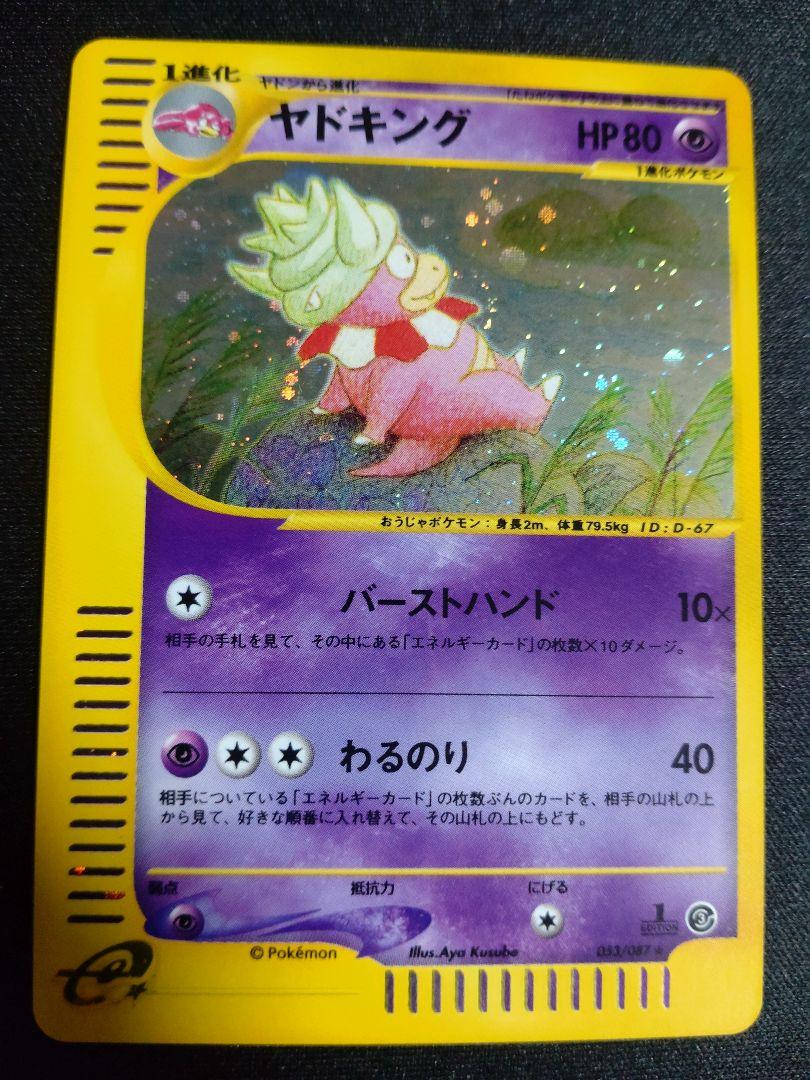 1進化
ヤドンから進化
ヤドキング
HP80
1進化ポケモン
おうじゃポケモン：身長2m、体重79.5kg ID:D-67
バーストハンド 10×
相手の手札を見て、その中にある「エネルギーカード」の枚数×10ダメージ。
わるのり 40
相手についている「エネルギーカード」の枚数ぶんのカードを、相手の山札の上
から見て、好きな順番に入れ替えて、その山札の上にもどす。
弱点 抵抗力 にげる
1 EDITION
3
©Pokémon Illus.Aya Kusube 053/087★
e